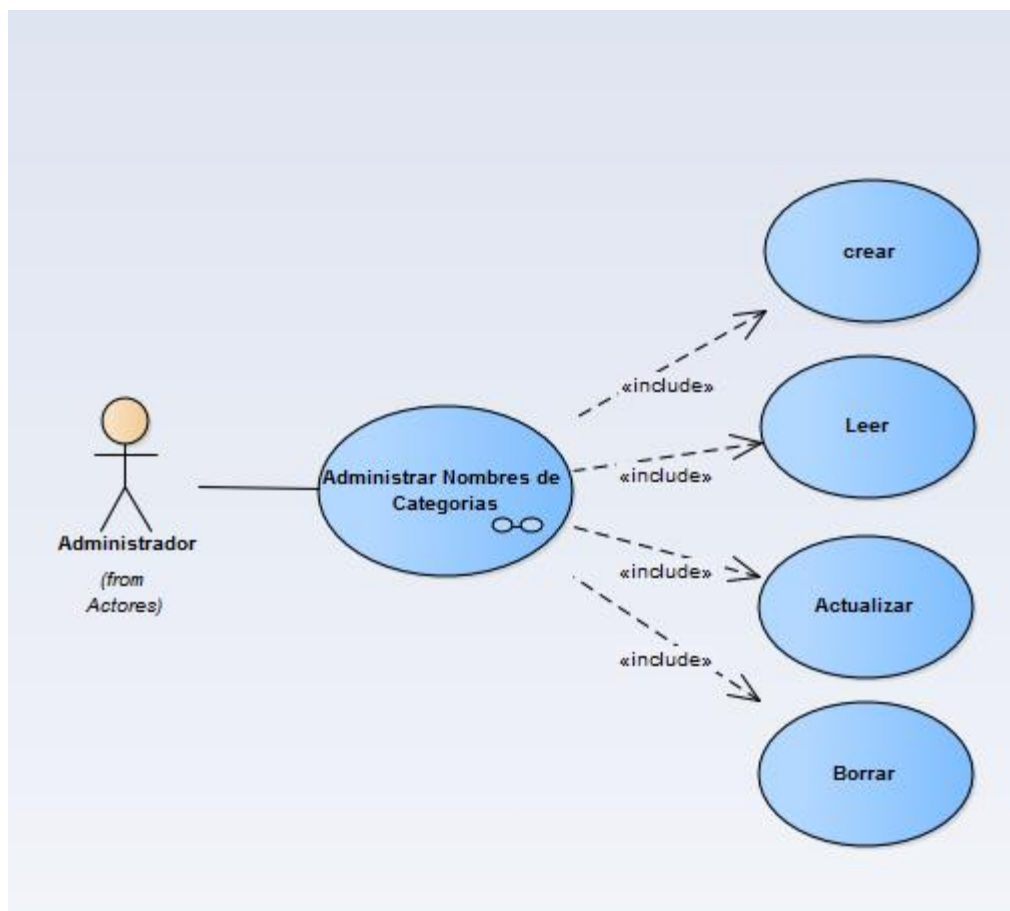 crear
«include»
Leer
«include»
Administrar Nombres de
Categorias
Administrador
(from
Actores)
«include»
Actualizar
«include»
Borrar